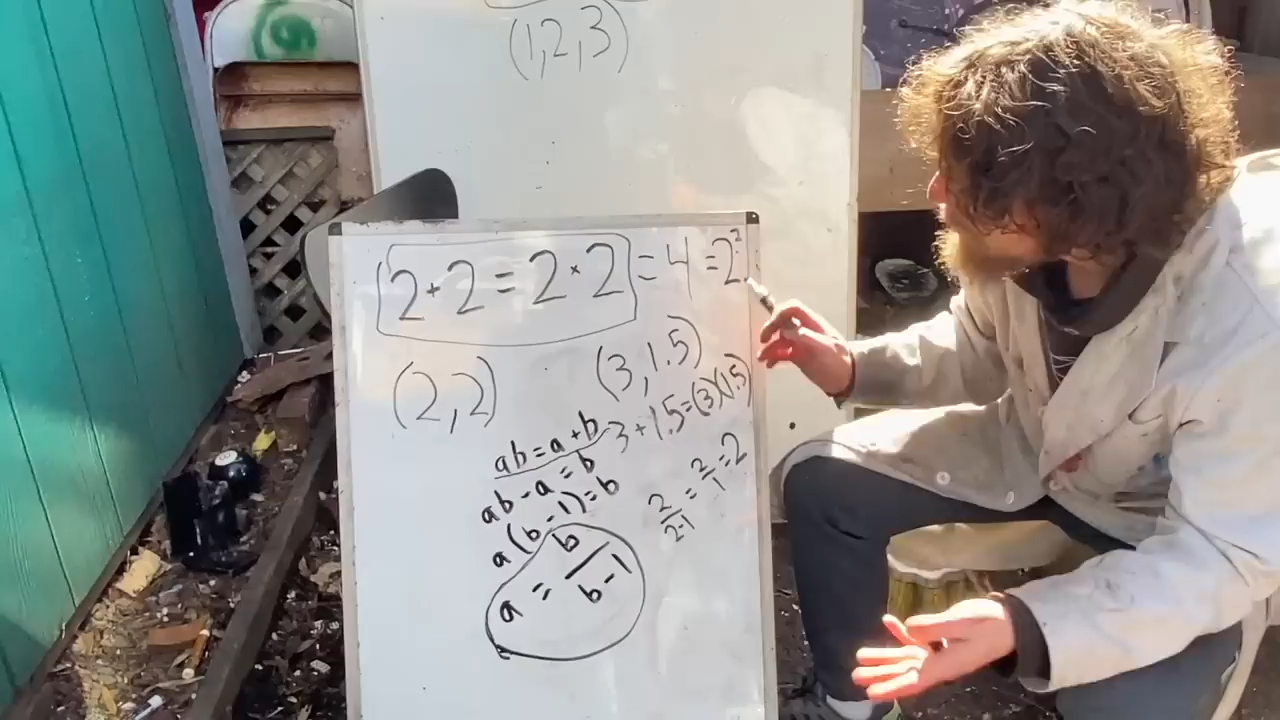 (1,2,3)
2+2=2×2=4=2²
(2,2)
(3,1.5)
3+1.5=(3)(1.5)
ab=a+b
ab-a=b
a(b-1)=b
a = b/b-1
2/2-1 = 2/1 = 2